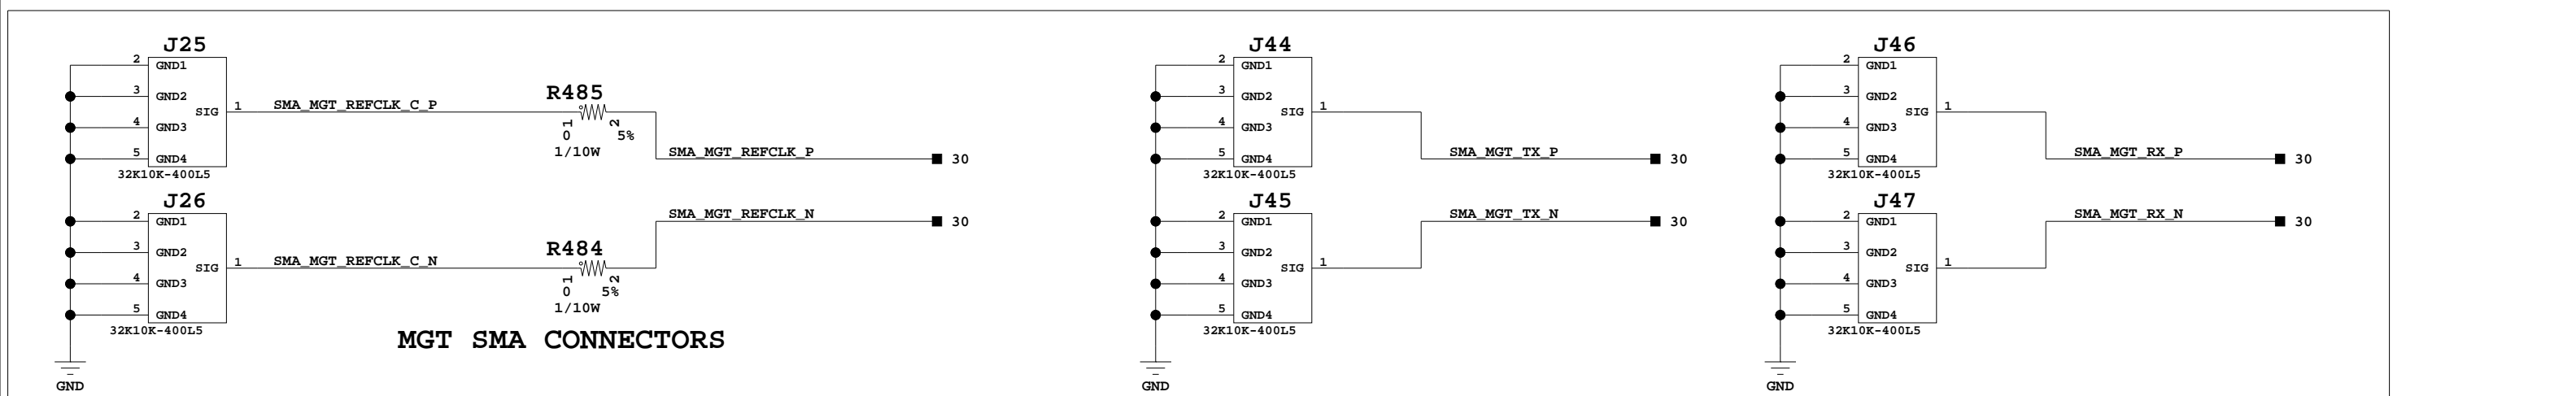 J25
2 GND1
3 GND2
4 GND3
5 GND4
SIG 1
32K10K-400L5
SMA_MGT_REFCLK_C_P
R485
1 2
0 5%
1/10W
SMA_MGT_REFCLK_P 30
J26
2 GND1
3 GND2
4 GND3
5 GND4
SIG 1
32K10K-400L5
SMA_MGT_REFCLK_C_N
R484
1 2
0 5%
1/10W
SMA_MGT_REFCLK_N 30
GND
MGT SMA CONNECTORS
J44
2 GND1
3 GND2
4 GND3
5 GND4
SIG 1
32K10K-400L5
SMA_MGT_TX_P 30
J45
2 GND1
3 GND2
4 GND3
5 GND4
SIG 1
32K10K-400L5
SMA_MGT_TX_N 30
GND
J46
2 GND1
3 GND2
4 GND3
5 GND4
SIG 1
32K10K-400L5
SMA_MGT_RX_P 30
J47
2 GND1
3 GND2
4 GND3
5 GND4
SIG 1
32K10K-400L5
SMA_MGT_RX_N 30
GND